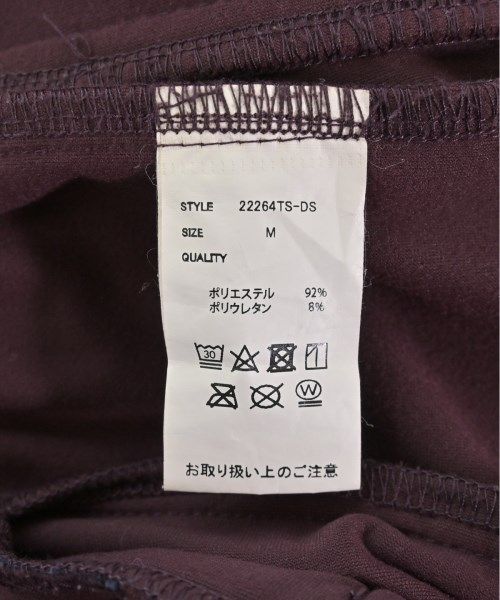 STYLE 22264TS-DS
SIZE M
QUALITY
ポリエステル 92%
ポリウレタン 8%
30
W
お取り扱い上のご注意